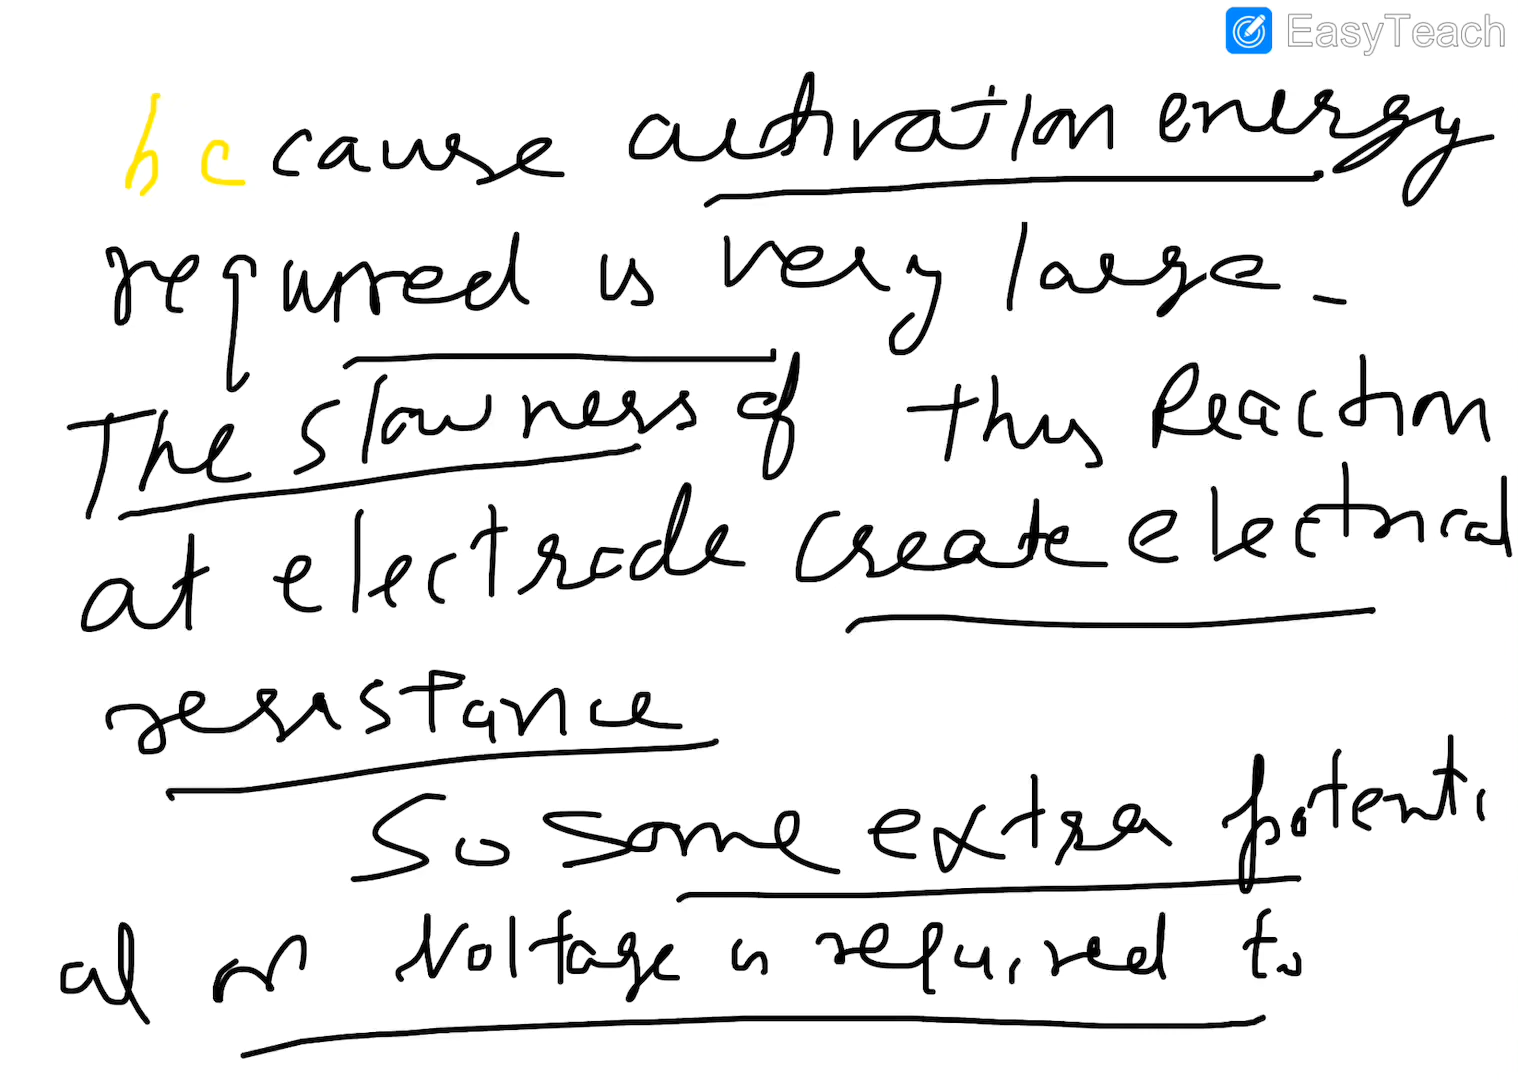 EasyTeach
because activation energy
required is very large.
The slowness of this Reaction
at electrode create electrical
resistance
So some extra potenti
al or Voltage is required to